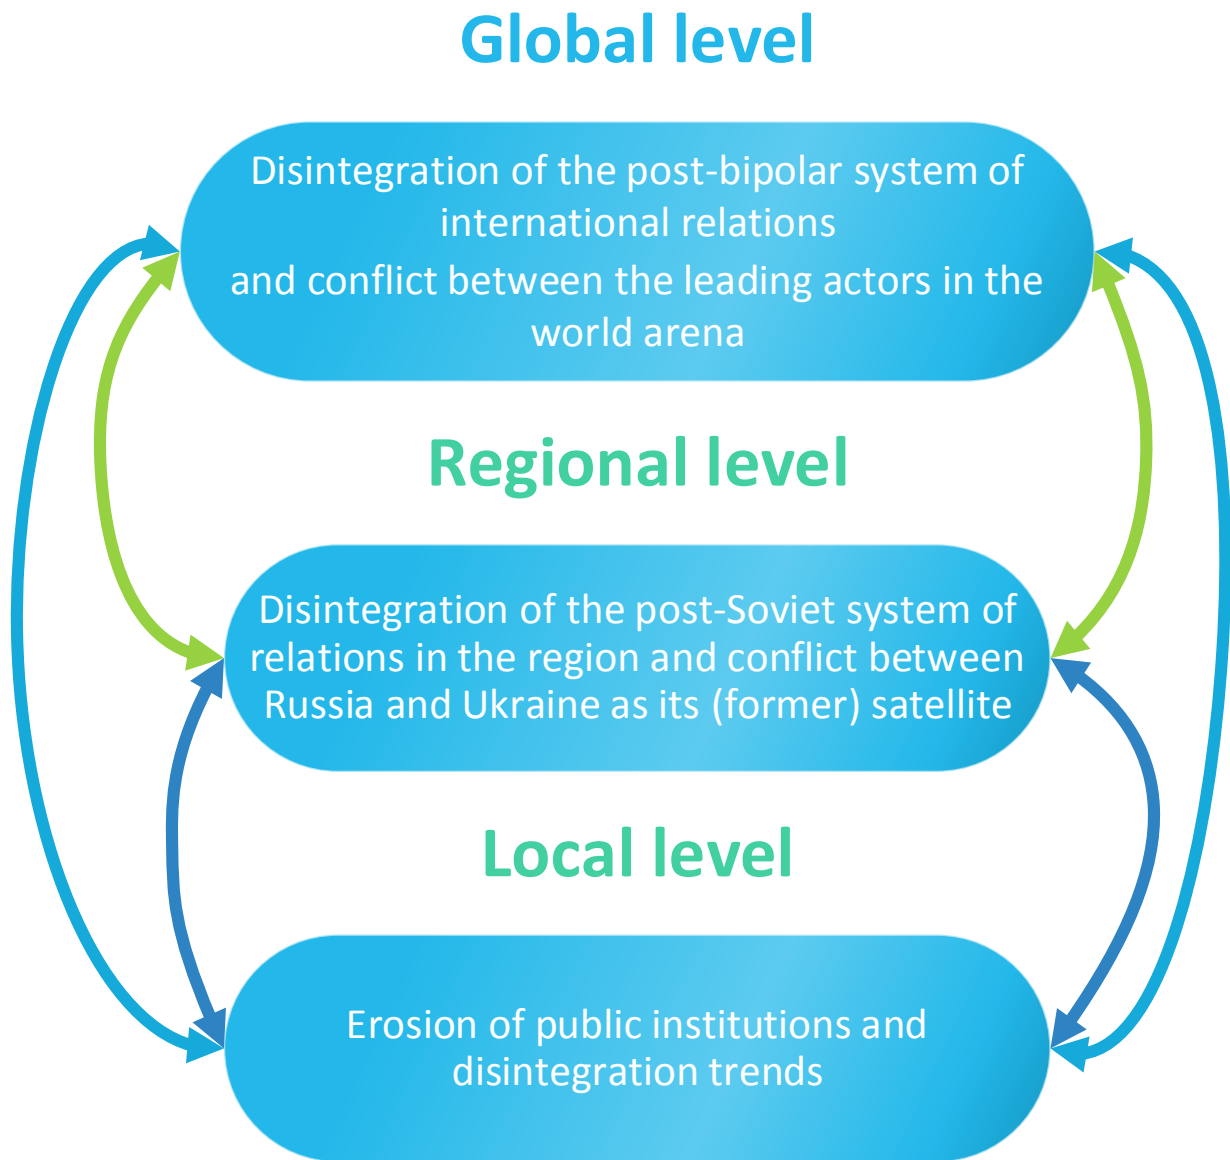 Global level
Disintegration of the post-bipolar system of
international relations
and conflict between the leading actors in the
world arena
Regional level
Disintegration of the post-Soviet system of
relations in the region and conflict between
Russia and Ukraine as its (former) satellite
Local level
Erosion of public institutions and
disintegration trends